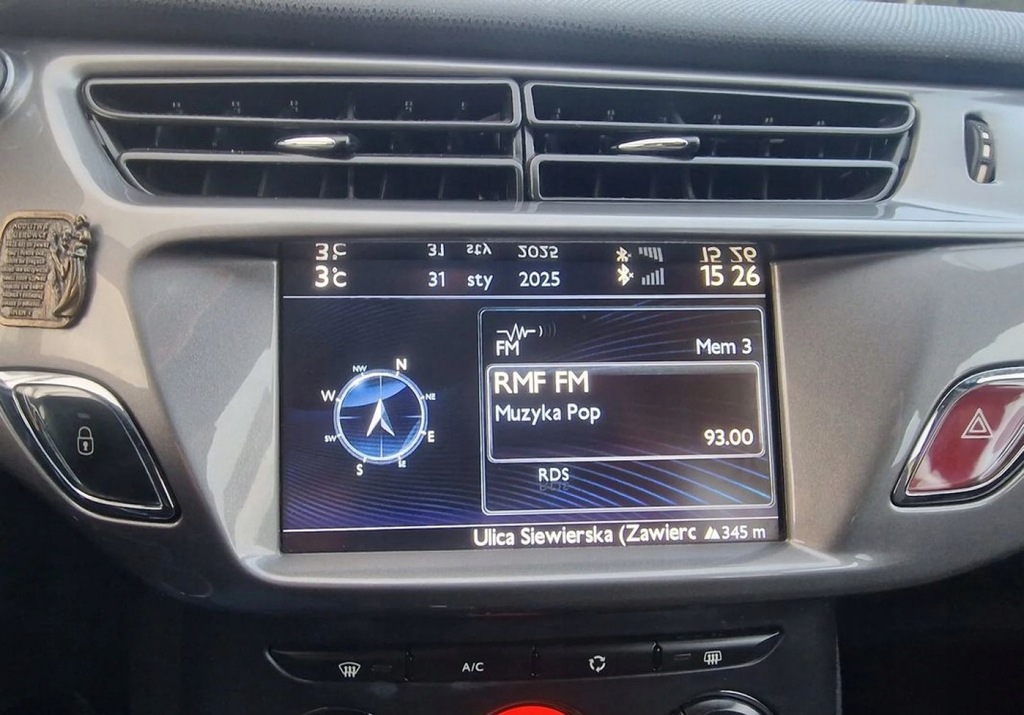 3°C 31 sty 2025 15 26
FM Mem 3
RMF FM
Muzyka Pop
93.00
RDS
NW N
W NE
SW E
S SE
Ulica Siewierska (Zawierc 345 m
MODLITWA
A/C